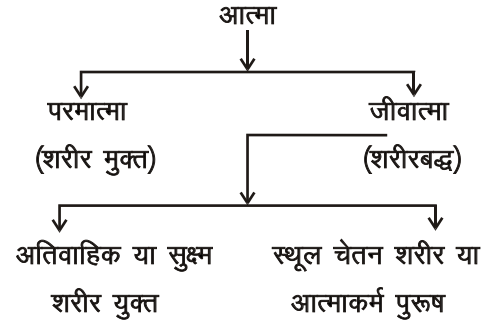 आत्मा
परमात्मा जीवात्मा
(शरीर मुक्त) (शरीरबद्ध)
अतिवाहिक या सुक्ष्म स्थूल चेतन शरीर या
शरीर युक्त आत्माकर्म पुरूष